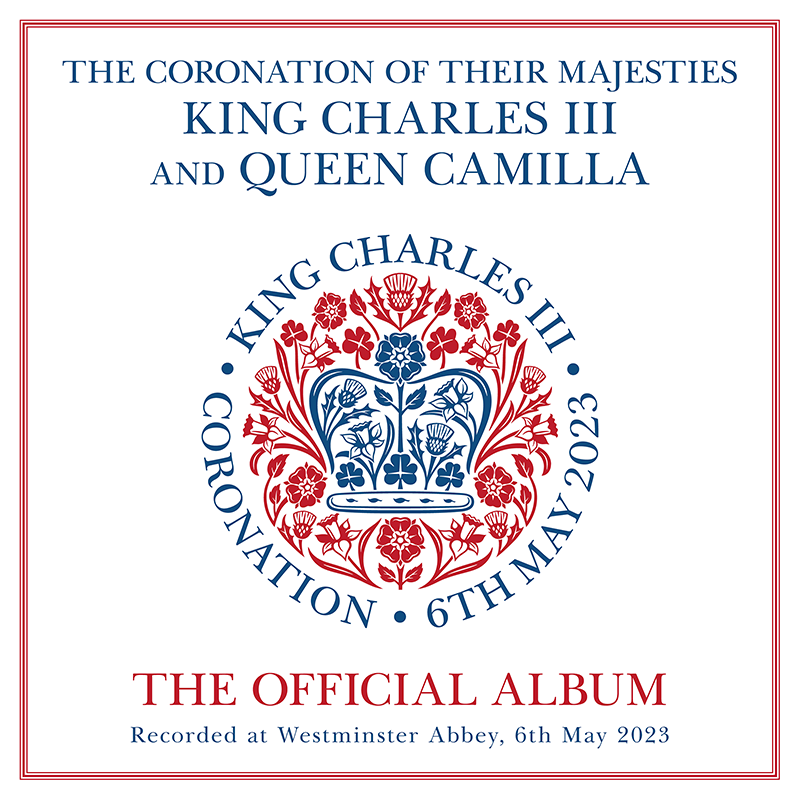 THE CORONATION OF THEIR MAJESTIES
KING CHARLES III
AND QUEEN CAMILLA
• KING CHARLES III •
CORONATION • 6TH MAY 2023
THE OFFICIAL ALBUM
Recorded at Westminster Abbey, 6th May 2023